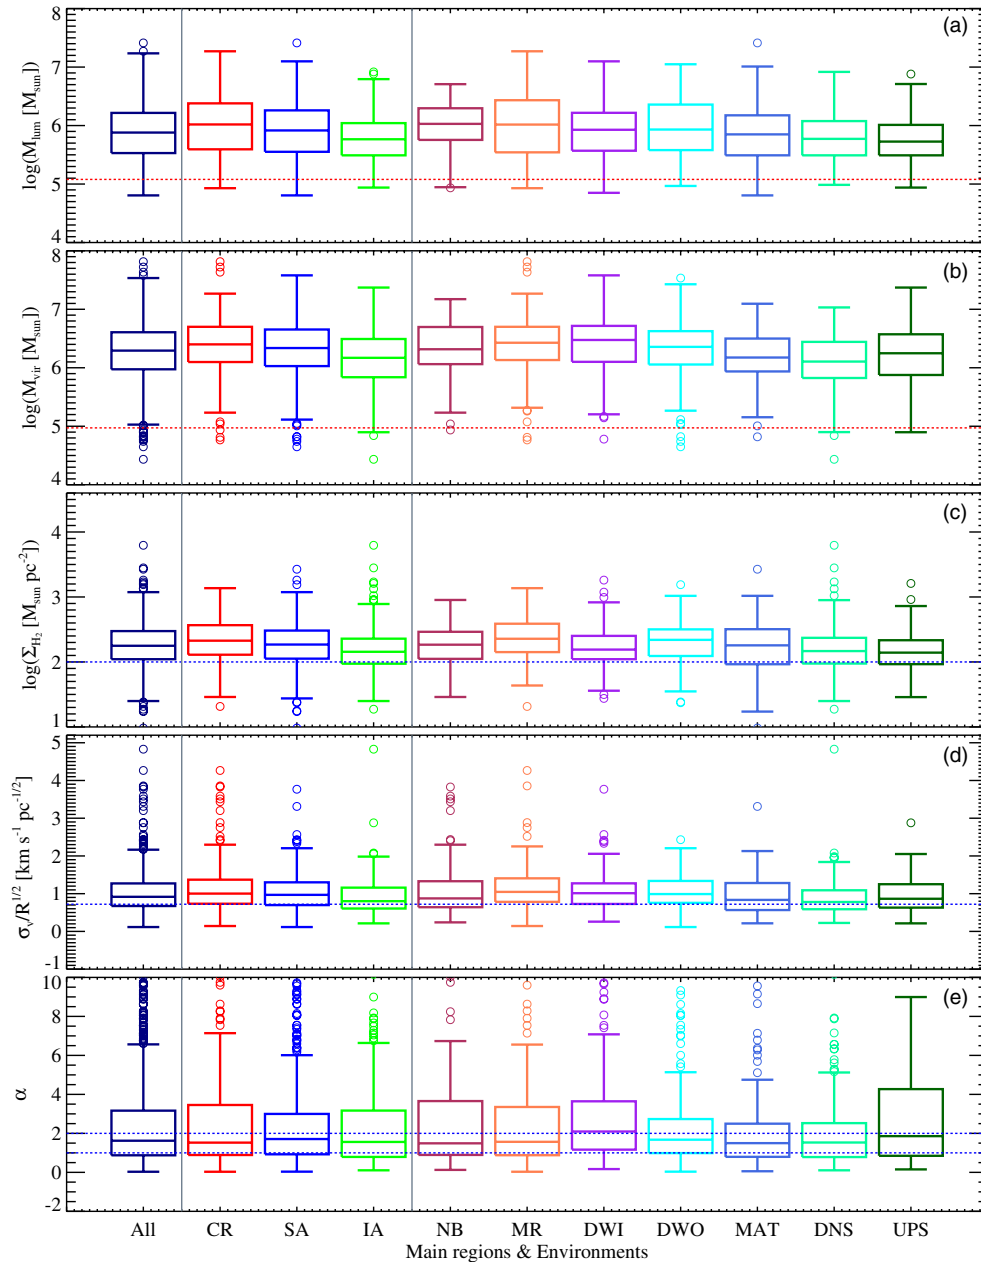 (a)
log(M_lum [M_sun])
8
7
6
5
4
(b)
log(M_vir [M_sun])
8
7
6
5
4
(c)
log(Σ_H₂ [M_sun pc⁻²])
4
3
2
1
(d)
σ_v/R^1/2 [km s⁻¹ pc^-1/2]
5
4
3
2
1
0
-1
(e)
α
10
8
6
4
2
0
-2
All CR SA IA NB MR DWI DWO MAT DNS UPS
Main regions & Environments